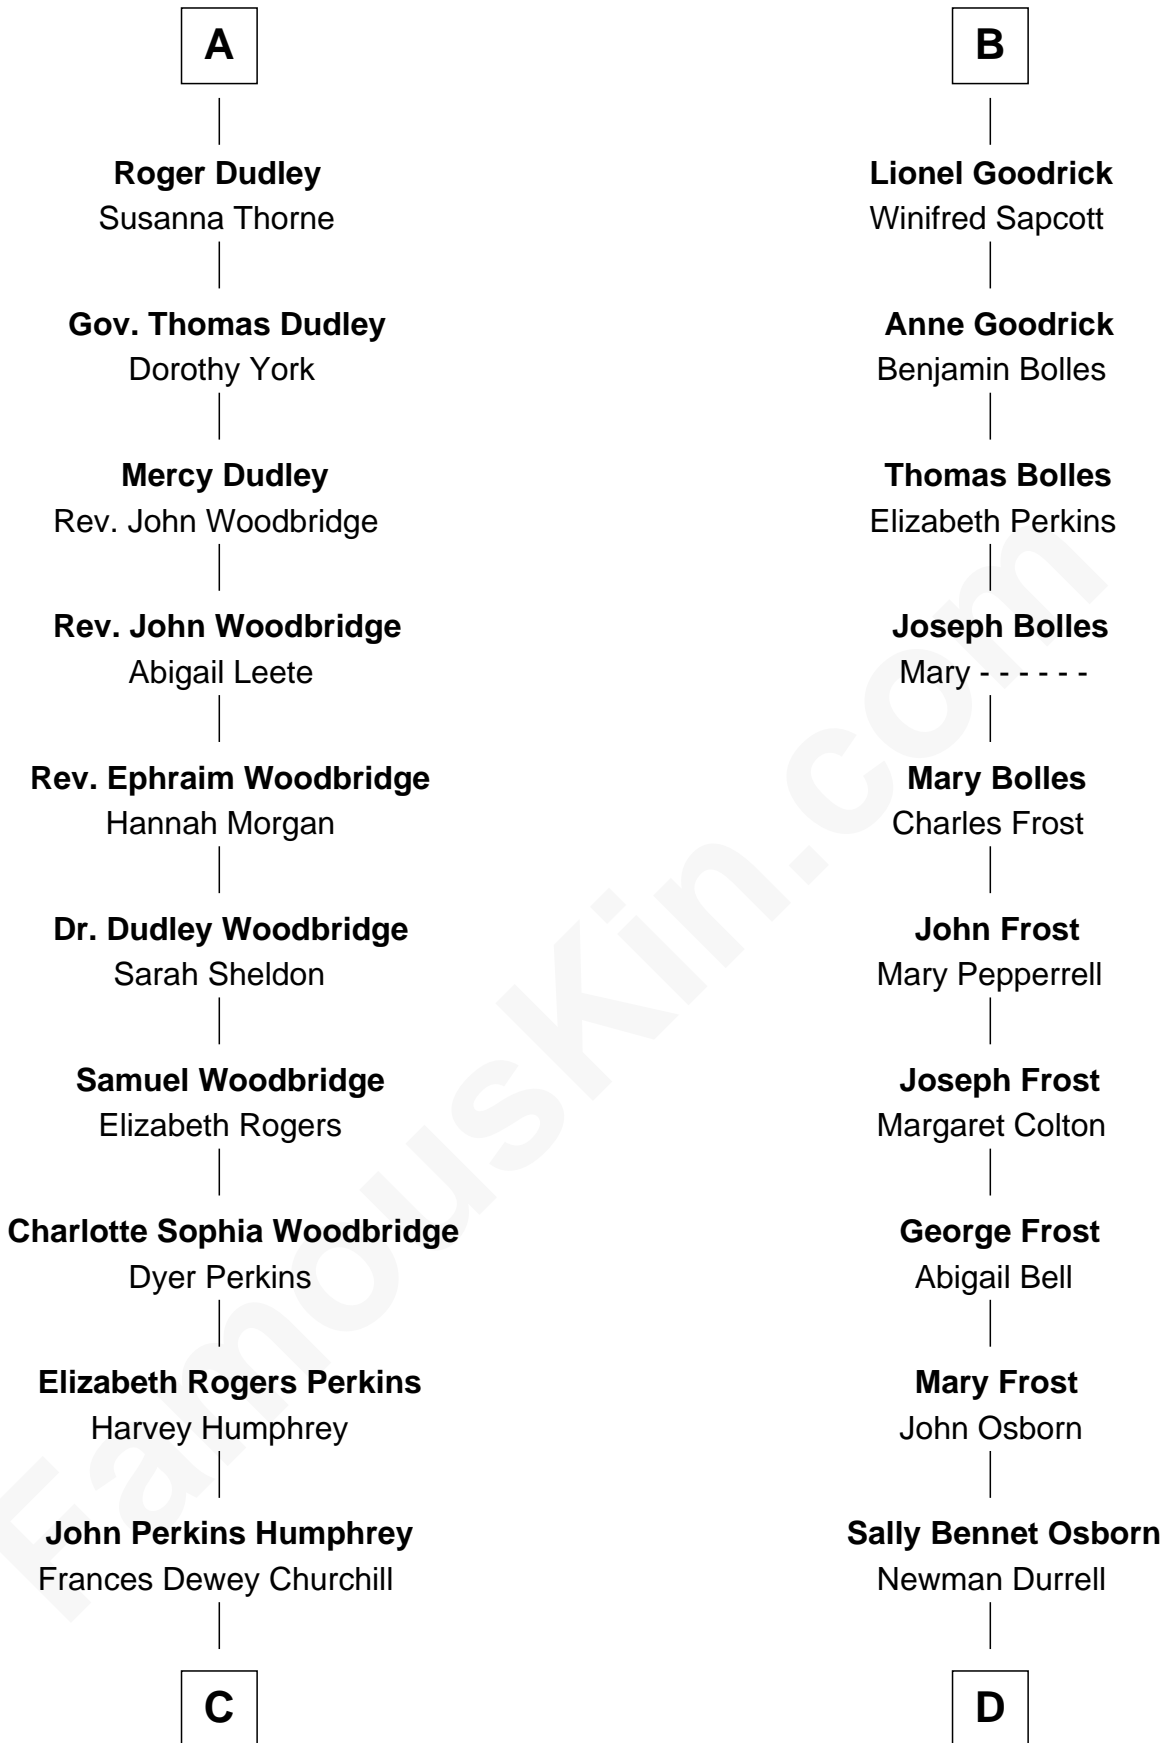 A
Roger Dudley
Susanna Thorne
Gov. Thomas Dudley
Dorothy York
Mercy Dudley
Rev. John Woodbridge
Rev. John Woodbridge
Abigail Leete
Rev. Ephraim Woodbridge
Hannah Morgan
Dr. Dudley Woodbridge
Sarah Sheldon
Samuel Woodbridge
Elizabeth Rogers
Charlotte Sophia Woodbridge
Dyer Perkins
Elizabeth Rogers Perkins
Harvey Humphrey
John Perkins Humphrey
Frances Dewey Churchill
C
B
Lionel Goodrick
Winifred Sapcott
Anne Goodrick
Benjamin Bolles
Thomas Bolles
Elizabeth Perkins
Joseph Bolles
Mary - - - - - -
Mary Bolles
Charles Frost
John Frost
Mary Pepperrell
Joseph Frost
Margaret Colton
George Frost
Abigail Bell
Mary Frost
John Osborn
Sally Bennet Osborn
Newman Durrell
D
FamousKin.com